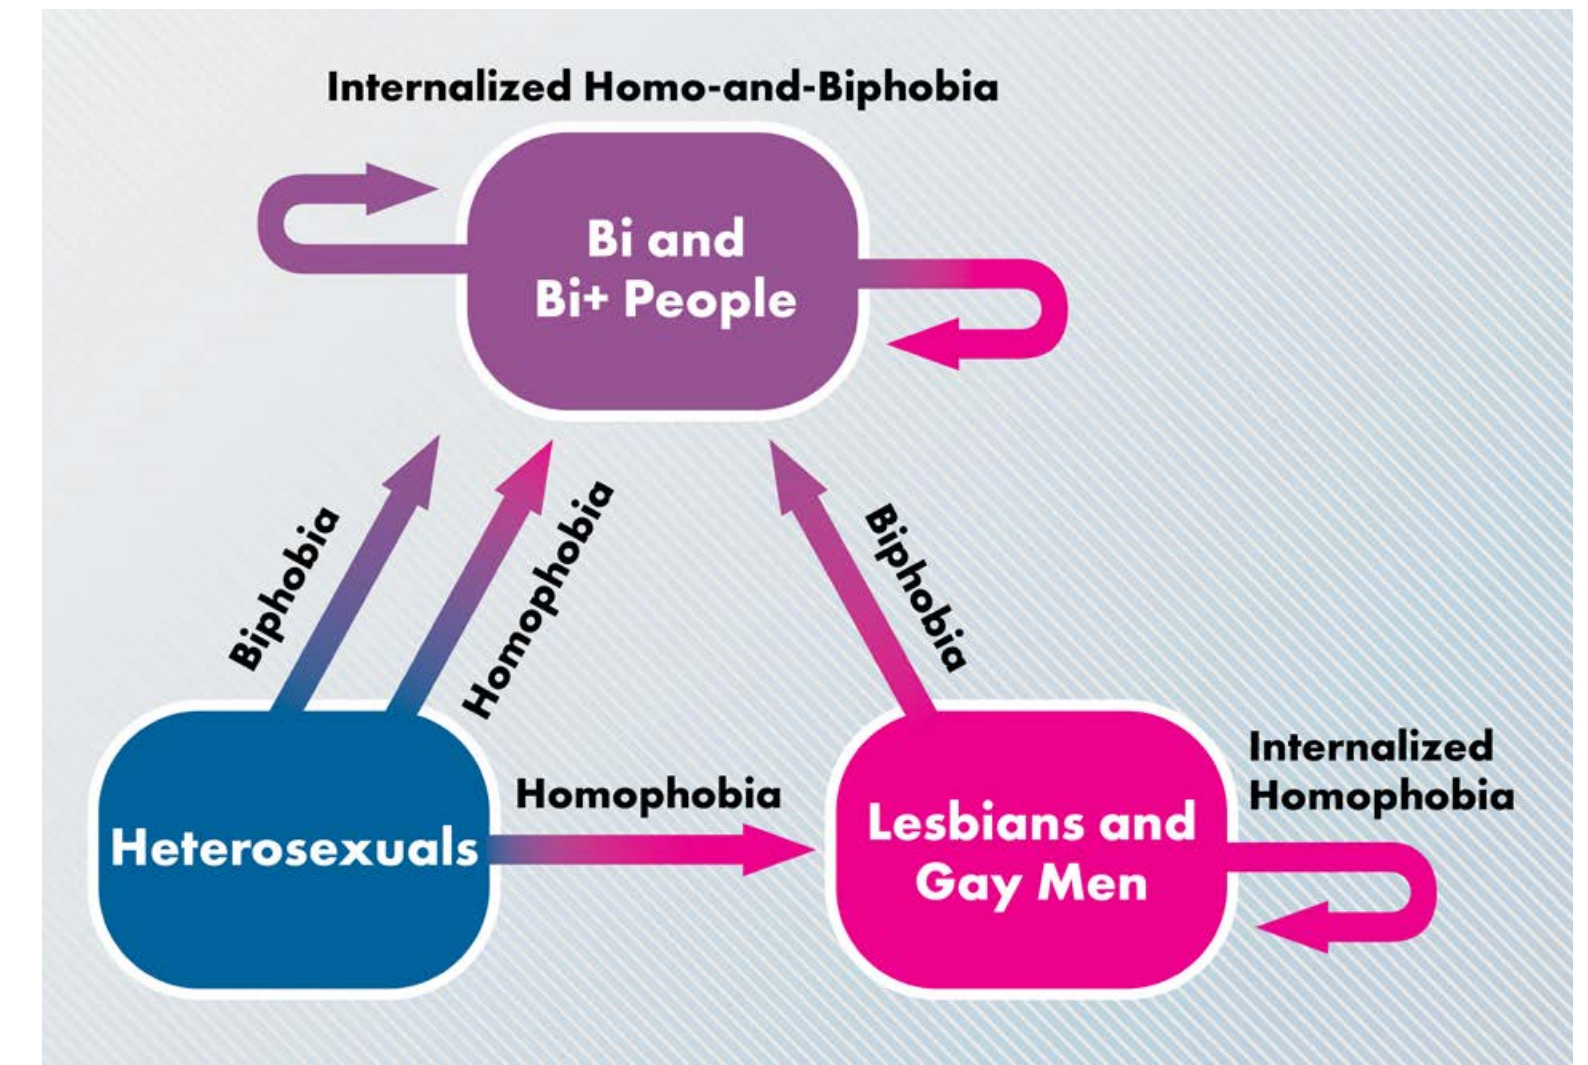 Internalized Homo-and-Biphobia
Bi and
Bi+ People
Biphobia
Homophobia
Biphobia
Heterosexuals
Homophobia
Lesbians and
Gay Men
Internalized
Homophobia